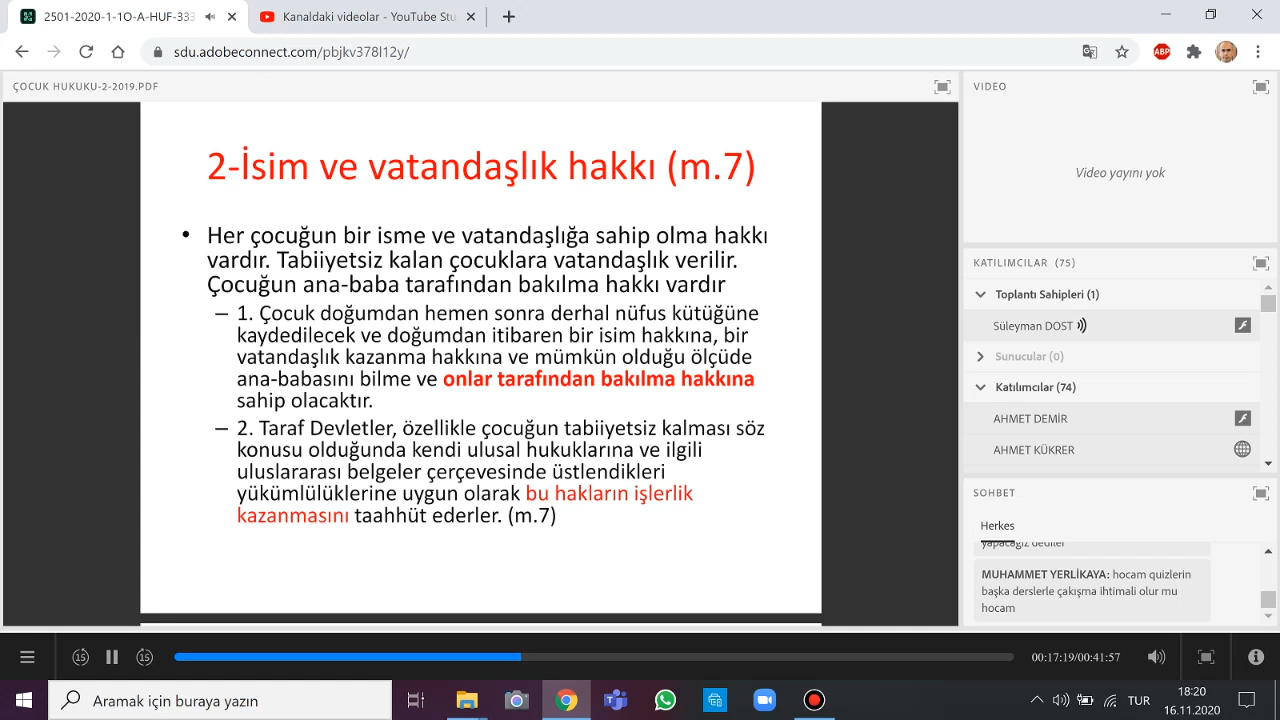 2501-2020-1-1O-A-HUF-333
Kanaldaki videolar - YouTube Stu
sdu.adobeconnect.com/pbjkv378l12y/
ABP
ÇOCUK HUKUKU-2-2019.PDF
2-İsim ve vatandaşlık hakkı (m.7)
• Her çocuğun bir isme ve vatandaşlığa sahip olma hakkı
vardır. Tabiiyetsiz kalan çocuklara vatandaşlık verilir.
Çocuğun ana-baba tarafından bakılma hakkı vardır
– 1. Çocuk doğumdan hemen sonra derhal nüfus kütüğüne
kaydedilecek ve doğumdan itibaren bir isim hakkına, bir
vatandaşlık kazanma hakkına ve mümkün olduğu ölçüde
ana-babasını bilme ve onlar tarafından bakılma hakkına
sahip olacaktır.
– 2. Taraf Devletler, özellikle çocuğun tabiiyetsiz kalması söz
konusu olduğunda kendi ulusal hukuklarına ve ilgili
uluslararası belgeler çerçevesinde üstlendikleri
yükümlülüklerine uygun olarak bu hakların işlerlik
kazanmasını taahhüt ederler. (m.7)
VIDEO
Video yayını yok
KATILIMCILAR (75)
Toplantı Sahipleri (1)
Süleyman DOST
Sunucular (0)
Katılımcılar (74)
AHMET DEMİR
AHMET KÜKRER
SOHBET
Herkes
yapacağız dediler
MUHAMMET YERLİKAYA: hocam quizlerin
başka derslerle çakışma ihtimali olur mu
hocam
15
15
00:17:19/00:41:57
Aramak için buraya yazın
TUR
18:20
16.11.2020